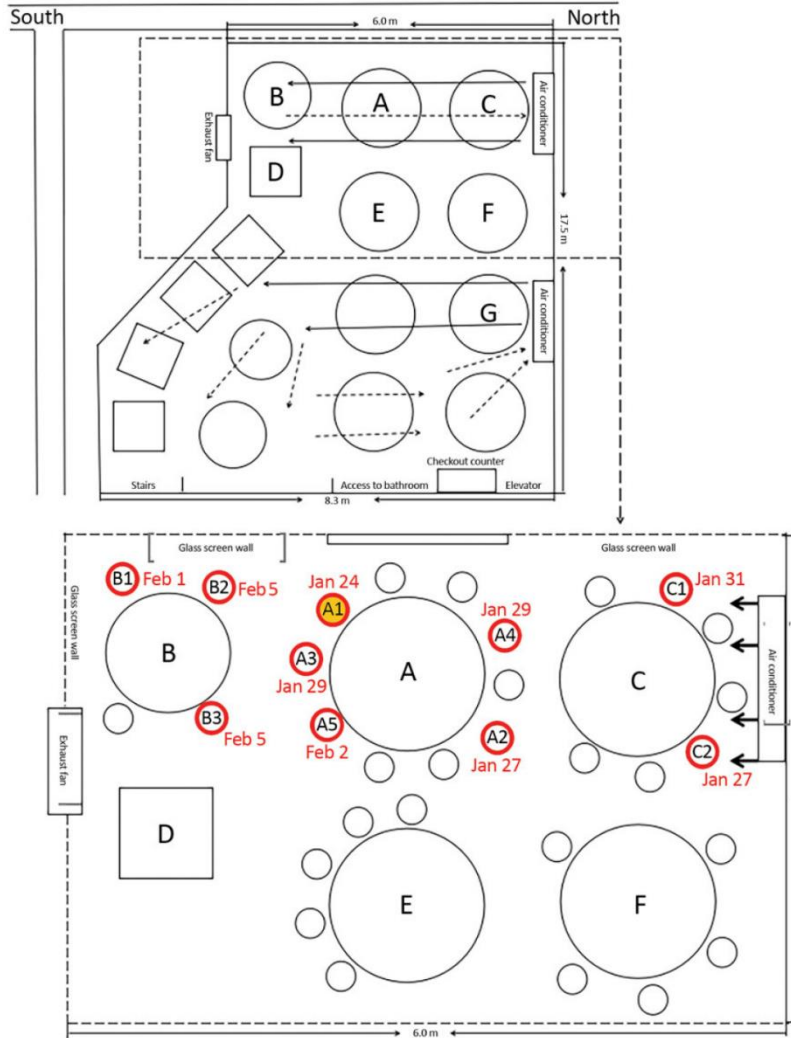 South
North
6.0 m
B
A
C
Air conditioner
Exhaust fan
D
E
F
17.5 m
G
Air conditioner
Checkout counter
Stairs
Access to bathroom
Elevator
8.3 m
Glass screen wall
Glass screen wall
Glass screen wall
B1
Feb 1
B2
Feb 5
Jan 24
A1
C1
Jan 31
Jan 29
A4
B
A3
Jan 29
A
C
Air conditioner
B3
Feb 5
A5
Feb 2
A2
Jan 27
C2
Jan 27
Exhaust fan
D
E
F
6.0 m